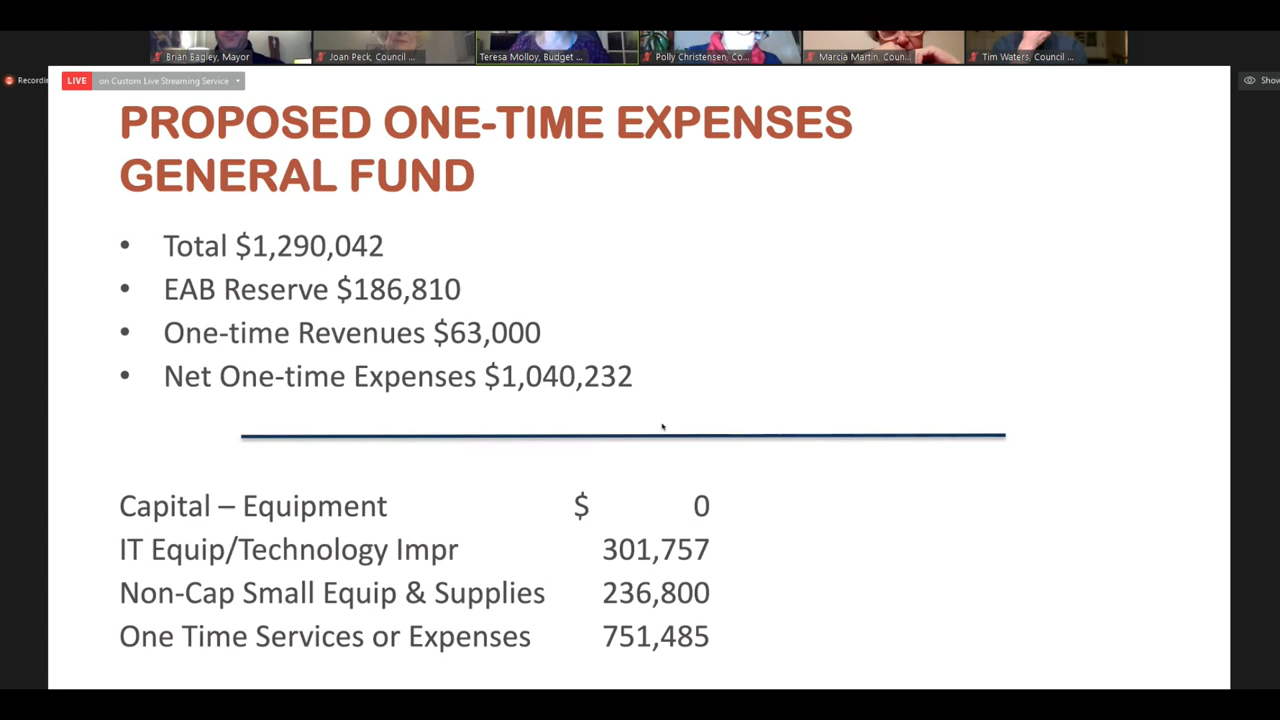 Brian Bagley, Mayor
Joan Peck, Council ...
Teresa Molloy, Budget ...
Polly Christensen, Co...
Marcia Martin, Coun...
Tim Waters, Council ...
Recordin
LIVE on Custom Live Streaming Service
Show
PROPOSED ONE-TIME EXPENSES
GENERAL FUND
• Total $1,290,042
• EAB Reserve $186,810
• One-time Revenues $63,000
• Net One-time Expenses $1,040,232
Capital – Equipment $ 0
IT Equip/Technology Impr 301,757
Non-Cap Small Equip & Supplies 236,800
One Time Services or Expenses 751,485